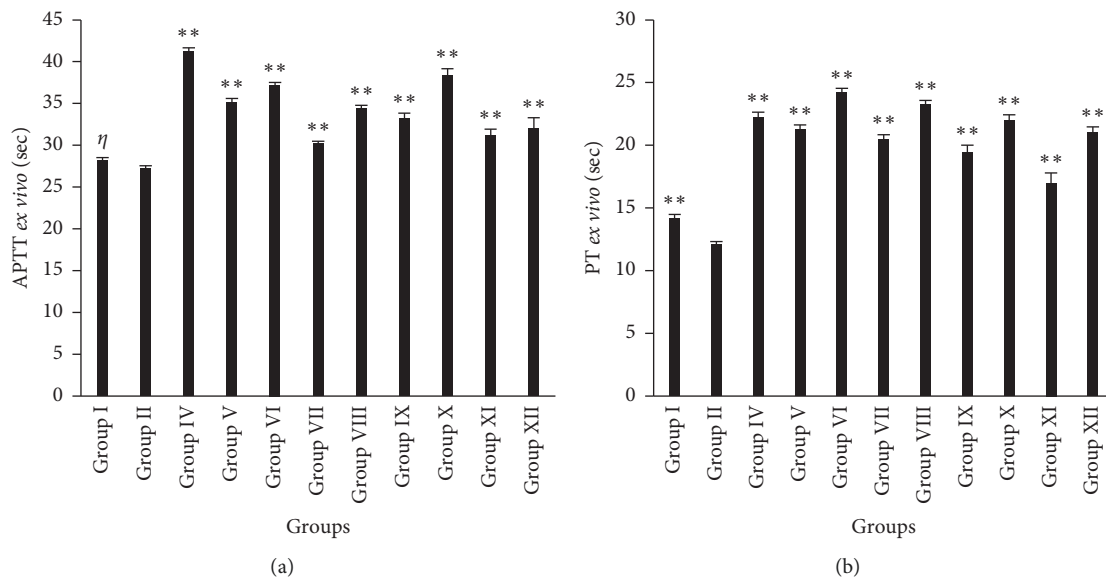 45
40
35
30
25
20
15
10
5
0
APTT ex vivo (sec)
η
**
**
**
**
**
**
**
**
**
Group I
Group II
Group IV
Group V
Group VI
Group VII
Group VIII
Group IX
Group X
Group XI
Group XII
Groups
(a)
30
25
20
15
10
5
0
PT ex vivo (sec)
**
**
**
**
**
**
**
**
**
**
Group I
Group II
Group IV
Group V
Group VI
Group VII
Group VIII
Group IX
Group X
Group XI
Group XII
Groups
(b)